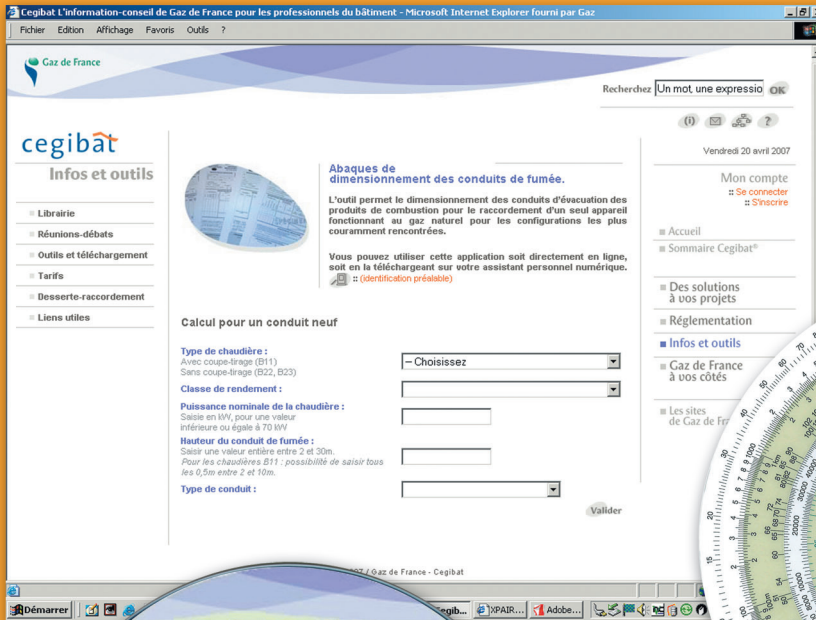 Cegibat L'information-conseil de Gaz de France pour les professionnels du bâtiment - Microsoft Internet Explorer fourni par Gaz
Fichier Edition Affichage Favoris Outils ?
Gaz de France
Recherchez Un mot, une expressio OK
Vendredi 20 avril 2007
cegibat
Infos et outils
Librairie
Réunions-débats
Outils et téléchargement
Tarifs
Desserte-raccordement
Liens utiles
Abaques de
dimensionnement des conduits de fumée.
L'outil permet le dimensionnement des conduits d'évacuation des
produits de combustion pour le raccordement d'un seul appareil
fonctionnant au gaz naturel pour les configurations les plus
couramment rencontrées.
Vous pouvez utiliser cette application soit directement en ligne,
soit en la téléchargeant sur votre assistant personnel numérique.
:: (identification préalable)
Calcul pour un conduit neuf
Type de chaudière :
Avec coupe-tirage (B11)
Sans coupe-tirage (B22, B23)
– Choisissez
Classe de rendement :
Puissance nominale de la chaudière :
Saisie en kW, pour une valeur
inférieure ou égale à 70 kW
Hauteur du conduit de fumée :
Saisir une valeur entière entre 2 et 30m.
Pour les chaudières B11 : possibilité de saisir tous
les 0,5m entre 2 et 10m.
Type de conduit :
Valider
Mon compte
:: Se connecter
:: S'inscrire
Accueil
Sommaire Cegibat®
Des solutions
à vos projets
Réglementation
Infos et outils
Gaz de France
à vos côtés
Les sites
de Gaz de
/ Gaz de France - Cegibat
Démarrer
XPAIR...
Adobe...